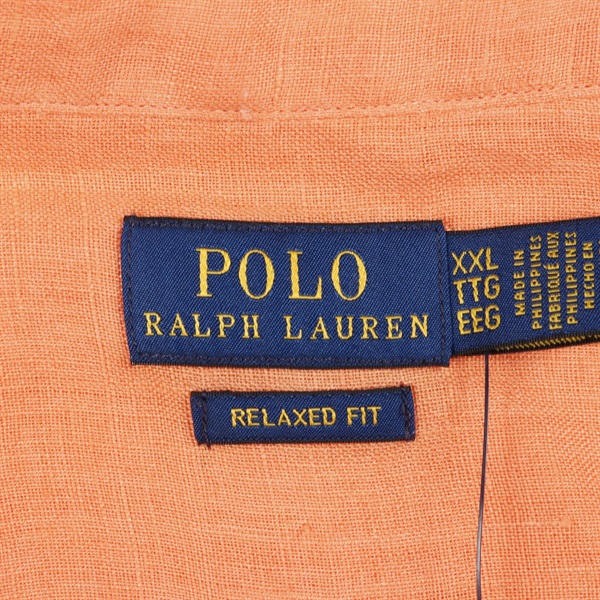 POLO
RALPH LAUREN
XXL
TTG
EEG
MADE IN
PHILIPPINES
FABRIQUÉ AUX
PHILIPPINES
HECHO EN
RELAXED FIT